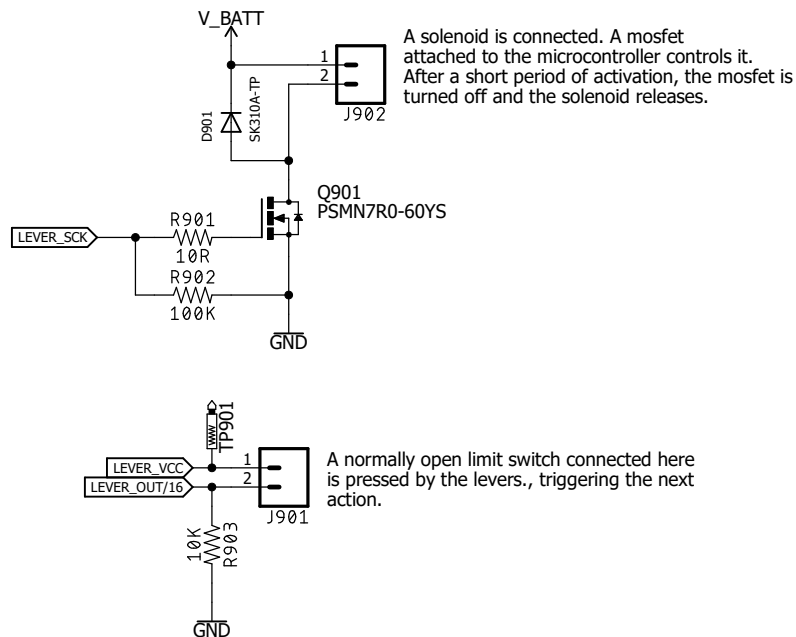 V_BATT
A solenoid is connected. A mosfet
attached to the microcontroller controls it.
After a short period of activation, the mosfet is
turned off and the solenoid releases.
1
2
J902
D901
SK310A-TP
Q901
PSMN7R0-60YS
LEVER_SCK
R901
10R
R902
100K
GND
TP901
LEVER_VCC
1
LEVER_OUT/16
2
J901
A normally open limit switch connected here
is pressed by the levers., triggering the next
action.
10K
R903
GND